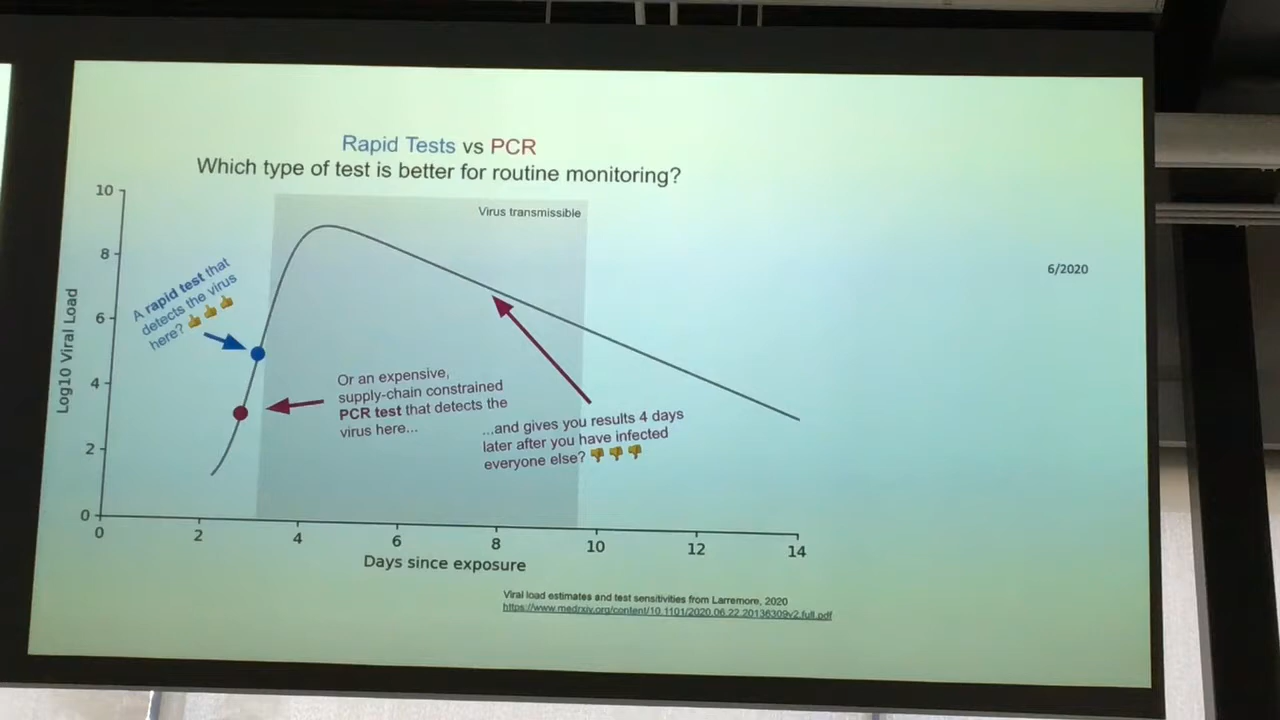 Rapid Tests vs PCR
Which type of test is better for routine monitoring?
10
8
6
4
2
0
Log10 Viral Load
Virus transmissible
6/2020
A rapid test that
detects the virus
here? 👍👍👍
Or an expensive,
supply-chain constrained
PCR test that detects the
virus here...
...and gives you results 4 days
later after you have infected
everyone else? 👎👎👎
0 2 4 6 8 10 12 14
Days since exposure
Viral load estimates and test sensitivities from Larremore, 2020
https://www.medrxiv.org/content/10.1101/2020.06.22.20136309v2.full.pdf